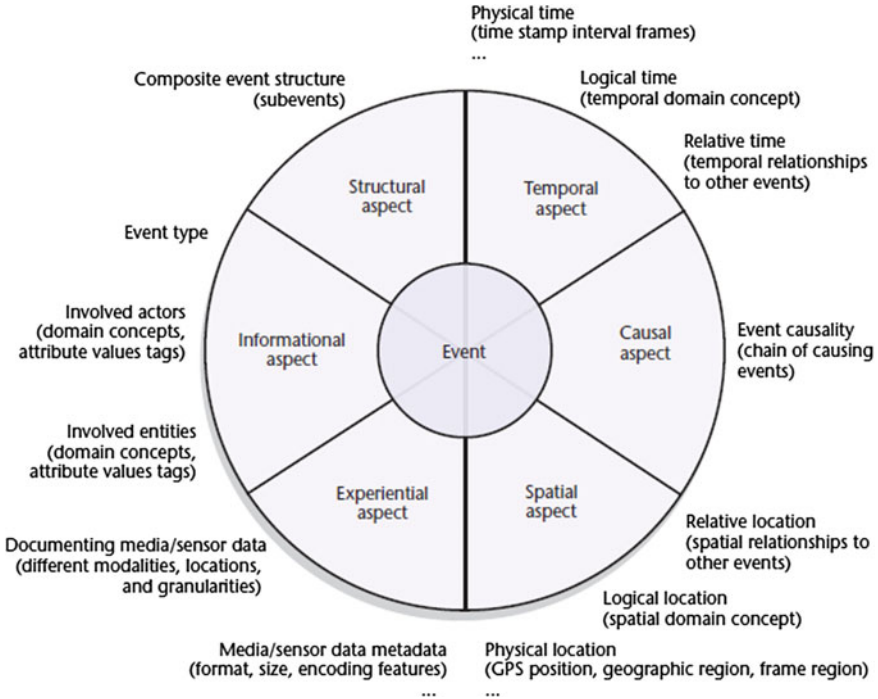 Physical time
(time stamp interval frames)
...
Composite event structure
(subevents)
Logical time
(temporal domain concept)
Relative time
(temporal relationships
to other events)
Structural
aspect
Temporal
aspect
Event type
Involved actors
(domain concepts,
attribute values tags)
Informational
aspect
Event
Causal
aspect
Event causality
(chain of causing
events)
Involved entities
(domain concepts,
attribute values tags)
Experiential
aspect
Spatial
aspect
Documenting media/sensor data
(different modalities, locations,
and granularities)
Relative location
(spatial relationships to
other events)
Logical location
(spatial domain concept)
Media/sensor data metadata
(format, size, encoding features)
...
Physical location
(GPS position, geographic region, frame region)
...